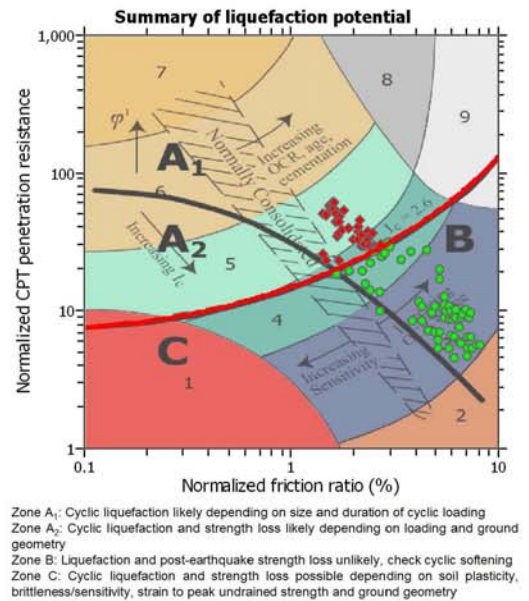 Summary of liquefaction potential
1,000
7
8
9
φ'
Increasing
OCR, age,
cementation
Normally Consolidated
A1
100
6
Ic = 2.6
A2
Increasing Ic
B
5
10
4
C
1
Increasing
Sensitivity
2
1
0.1
1
10
Normalized CPT penetration resistance
Normalized friction ratio (%)
Zone A1: Cyclic liquefaction likely depending on size and duration of cyclic loading
Zone A2: Cyclic liquefaction and strength loss likely depending on loading and ground
geometry
Zone B: Liquefaction and post-earthquake strength loss unlikely, check cyclic softening
Zone C: Cyclic liquefaction and strength loss possible depending on soil plasticity,
brittleness/sensitivity, strain to peak undrained strength and ground geometry